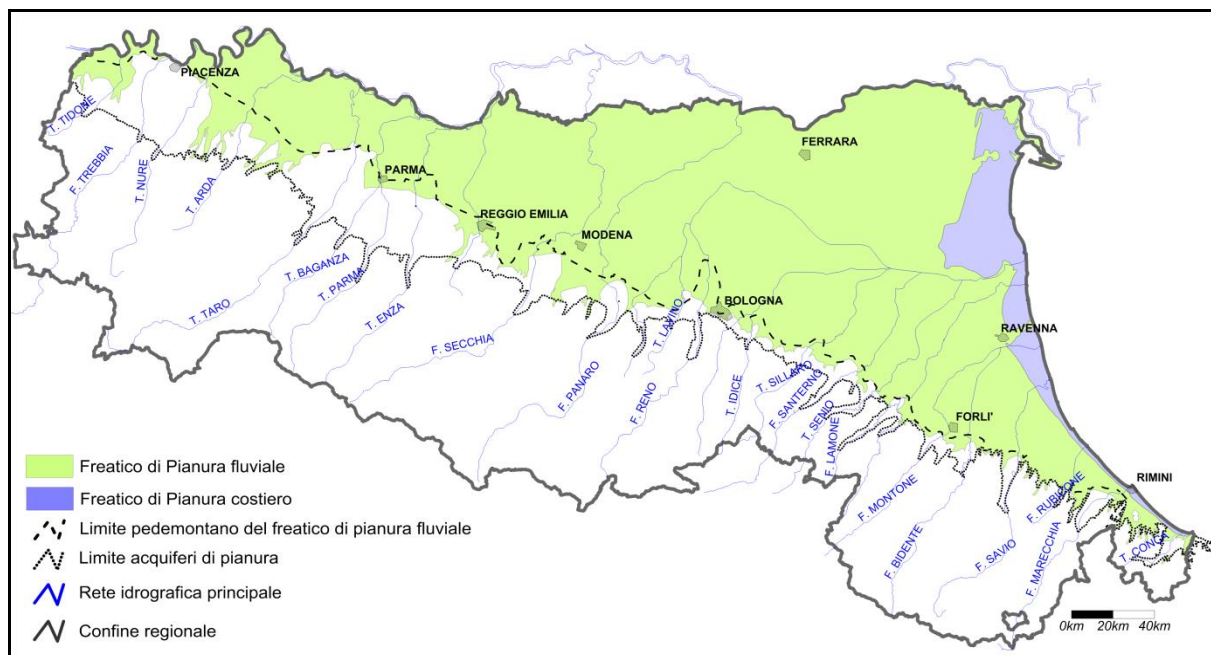 PIACENZA
T. TIDONE
F. TREBBIA
T. NURE
T. ARDA
PARMA
FERRARA
REGGIO EMILIA
MODENA
T. BAGANZA
T. PARMA
T. TARO
T. ENZA
F. SECCHIA
F. PANARO
T. LAVINO
BOLOGNA
F. RENO
T. IDICE
T. SILLARO
F. SANTERNO
T. SENIO
F. LAMONE
RAVENNA
FORLI'
F. MONTONE
F. BIDENTE
F. SAVIO
F. RUBICONE
F. MARECCHIA
RIMINI
T. CONCA
Freatico di Pianura fluviale
Freatico di Pianura costiero
Limite pedemontano del freatico di pianura fluviale
Limite acquiferi di pianura
Rete idrografica principale
Confine regionale
0km 20km 40km